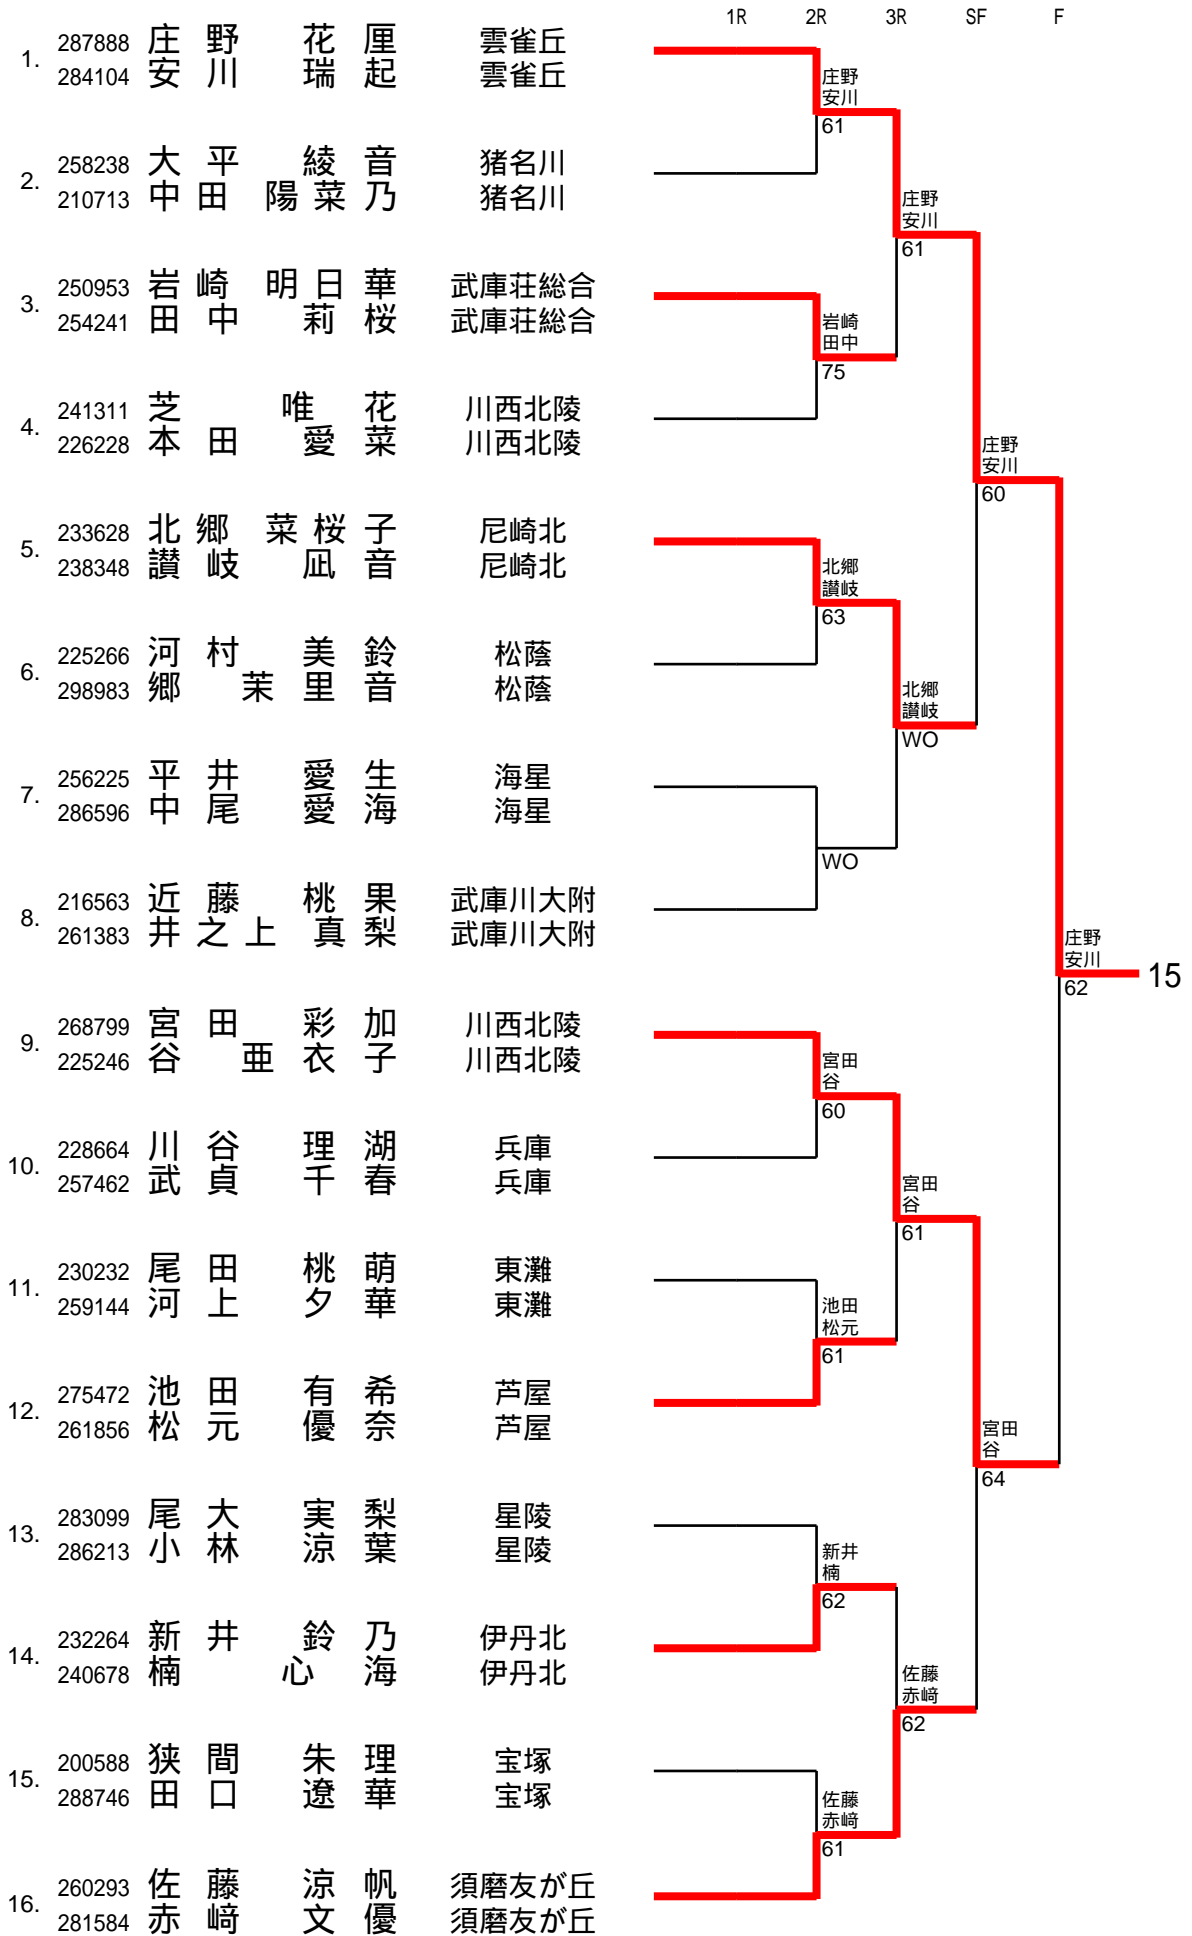 1R 2R 3R SF F
1. 287888 庄野 花厘 雲雀丘
284104 安川 瑞起 雲雀丘
庄野
安川
61
2. 258238 大平 綾音 猪名川
210713 中田 陽菜乃 猪名川
庄野
安川
61
3. 250953 岩崎 明日華 武庫荘総合
254241 田中 莉桜 武庫荘総合
岩崎
田中
75
4. 241311 芝 唯花 川西北陵
226228 本田 愛菜 川西北陵
庄野
安川
60
5. 233628 北郷 菜桜子 尼崎北
238348 讃岐 凪音 尼崎北
北郷
讃岐
63
6. 225266 河村 美鈴 松蔭
298983 郷 茉里音 松蔭
北郷
讃岐
WO
7. 256225 平井 愛生 海星
286596 中尾 愛海 海星
WO
8. 216563 近藤 桃果 武庫川大附
261383 井之上 真梨 武庫川大附
庄野
安川
62
15
9. 268799 宮田 彩加 川西北陵
225246 谷 亜衣子 川西北陵
宮田
谷
60
10. 228664 川谷 理湖 兵庫
257462 武貞 千春 兵庫
宮田
谷
61
11. 230232 尾田 桃萌 東灘
259144 河上 夕華 東灘
池田
松元
61
12. 275472 池田 有希 芦屋
261856 松元 優奈 芦屋
宮田
谷
64
13. 283099 尾大 実梨 星陵
286213 小林 涼葉 星陵
新井
楠
62
14. 232264 新井 鈴乃 伊丹北
240678 楠 心海 伊丹北
佐藤
赤﨑
62
15. 200588 狭間 朱理 宝塚
288746 田口 遼華 宝塚
佐藤
赤﨑
61
16. 260293 佐藤 涼帆 須磨友が丘
281584 赤﨑 文優 須磨友が丘